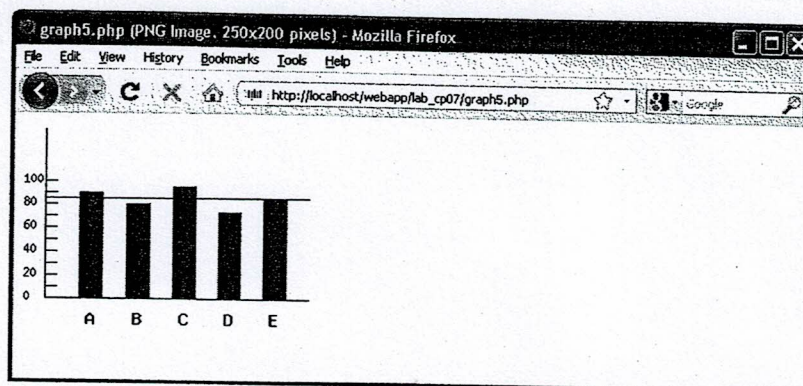 graph5.php (PNG Image, 250x200 pixels) - Mozilla Firefox
File Edit View History Bookmarks Tools Help
http://localhost/webapp/lab_cp07/graph5.php
Google
100
80
60
40
20
0
A B C D E